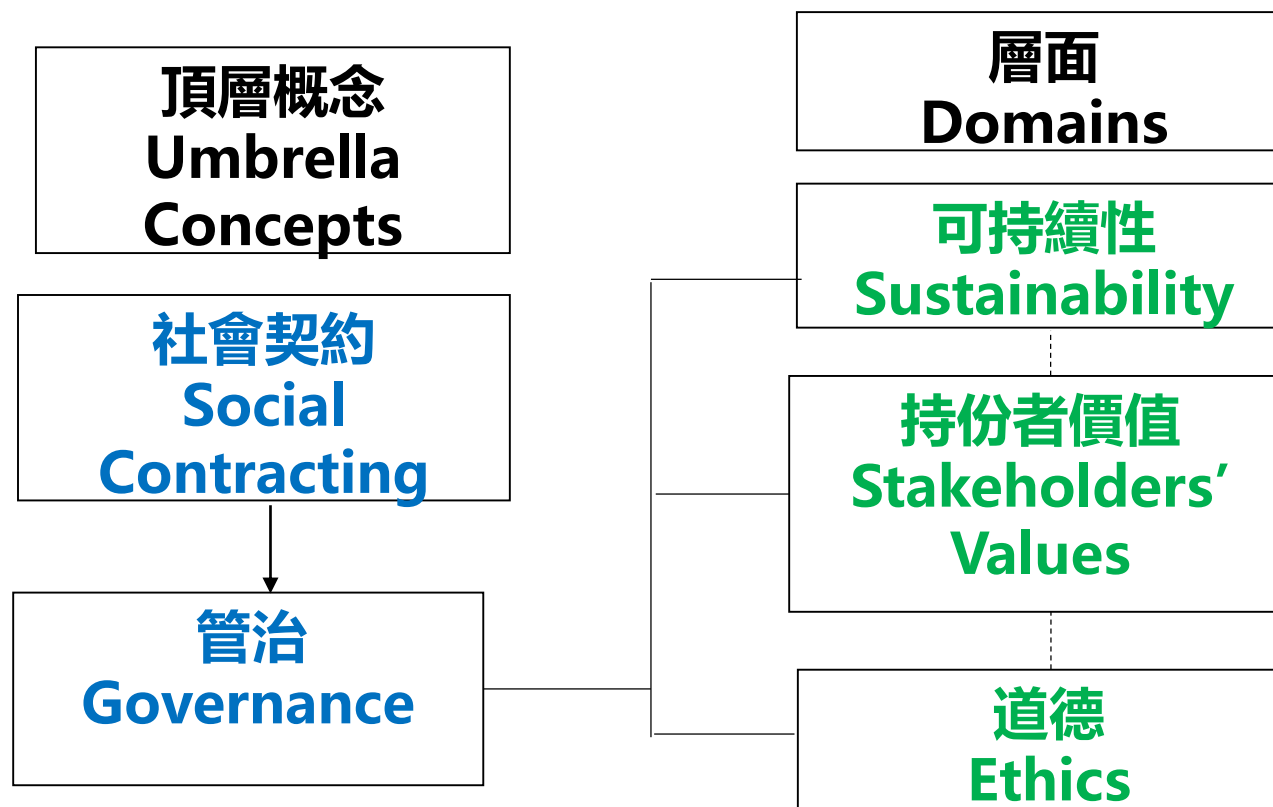 頂層概念
Umbrella
Concepts
社會契約
Social
Contracting
管治
Governance
層面
Domains
可持續性
Sustainability
持份者價值
Stakeholders’
Values
道德
Ethics